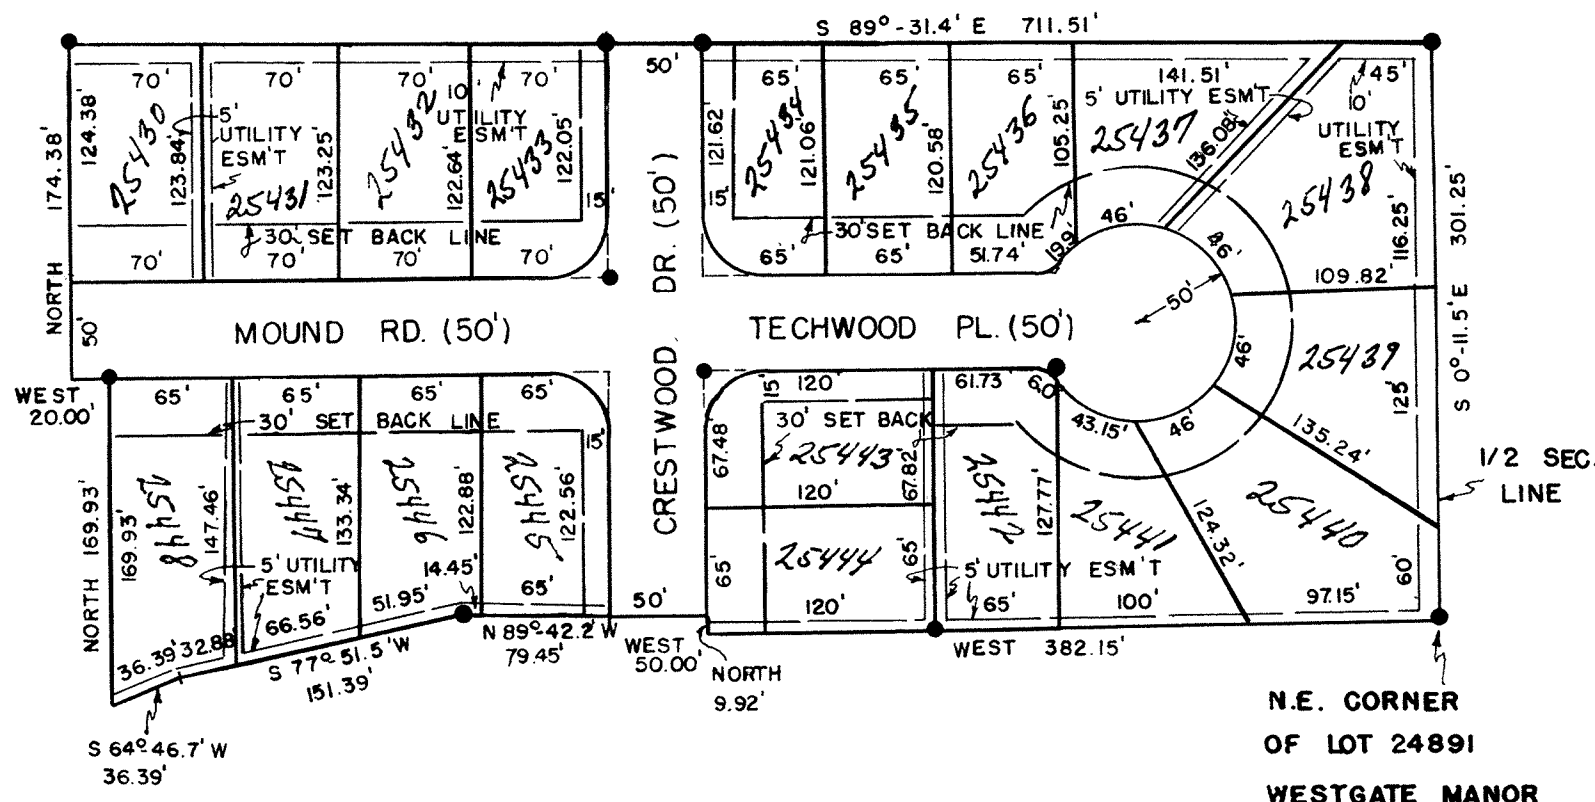 S 89°-31.4' E 711.51'
70' 70' 70' 70' 50' 65' 65' 65' 141.51' 45'
10' UTILITY ESM'T
5' UTILITY ESM'T
5' UTILITY ESM'T
10' UTILITY ESM'T
NORTH 174.38'
124.38'
25430
123.84'
25431
123.25'
25432
122.64'
25433
122.05'
15'
121.62'
15'
25434
121.06'
25435
120.58'
25436
105.25'
25437
136.08'
25438
116.25'
S 0°-11.5' E 301.25'
30' SET BACK LINE
30' SET BACK LINE
70' 70' 70' 70' 65' 65' 51.74' 19.9' 46' 46'
109.82'
50'
50'
MOUND RD. (50')
CRESTWOOD DR. (50')
TECHWOOD PL. (50')
46'
25439
125'
WEST
20.00'
65' 65' 65' 65' 15' 120' 61.73' 6.0' 43.15' 46'
135.24'
30' SET BACK LINE
15'
30' SET BACK
1/2 SEC.
LINE
NORTH 169.93'
169.93'
25448
147.46'
25447
133.34'
25446
122.88'
25445
122.56'
67.48
25443
67.82'
120'
25442
127.77'
25441
124.32'
25440
60'
5' UTILITY
ESM'T
14.45'
65'
25444
65'
5' UTILITY ESM'T
36.39' 32.88' 66.56' 51.95' 65' 50' 120' 65' 100' 97.15'
S 77°-51.5' W
151.39'
N 89°-42.2' W
79.45'
WEST
50.00'
NORTH
9.92'
WEST 382.15'
S 64°-46.7' W
36.39'
N.E. CORNER
OF LOT 24891
WESTGATE MANOR